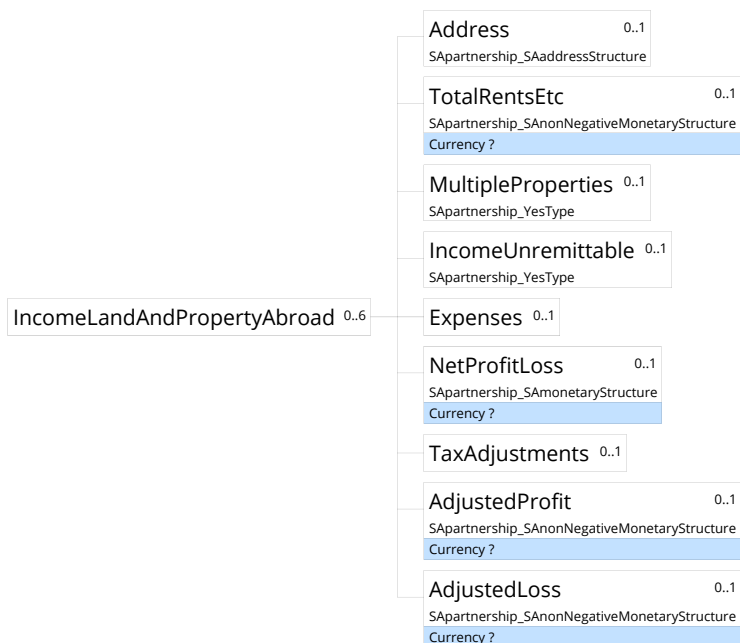 Address 0..1
SApartnership_SAaddressStructure
TotalRentsEtc 0..1
SApartnership_SAnonNegativeMonetaryStructure
Currency ?
MultipleProperties 0..1
SApartnership_YesType
IncomeUnremittable 0..1
SApartnership_YesType
IncomeLandAndPropertyAbroad 0..6
Expenses 0..1
NetProfitLoss 0..1
SApartnership_SAmonetaryStructure
Currency ?
TaxAdjustments 0..1
AdjustedProfit 0..1
SApartnership_SAnonNegativeMonetaryStructure
Currency ?
AdjustedLoss 0..1
SApartnership_SAnonNegativeMonetaryStructure
Currency ?